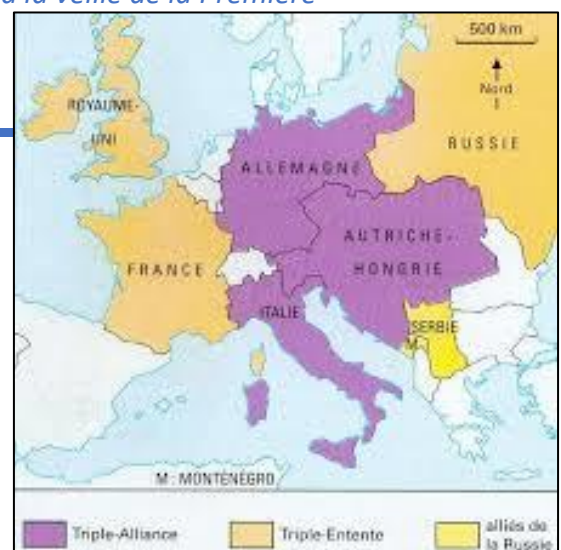 à la veille de la Première
500 km
Nord
ROYAUME-
UNI
RUSSIE
ALLEMAGNE
AUTRICHE-
HONGRIE
FRANCE
ITALIE
SERBIE
M
M : MONTÉNÉGRO
Triple-Alliance
Triple-Entente
alliés de
la Russie